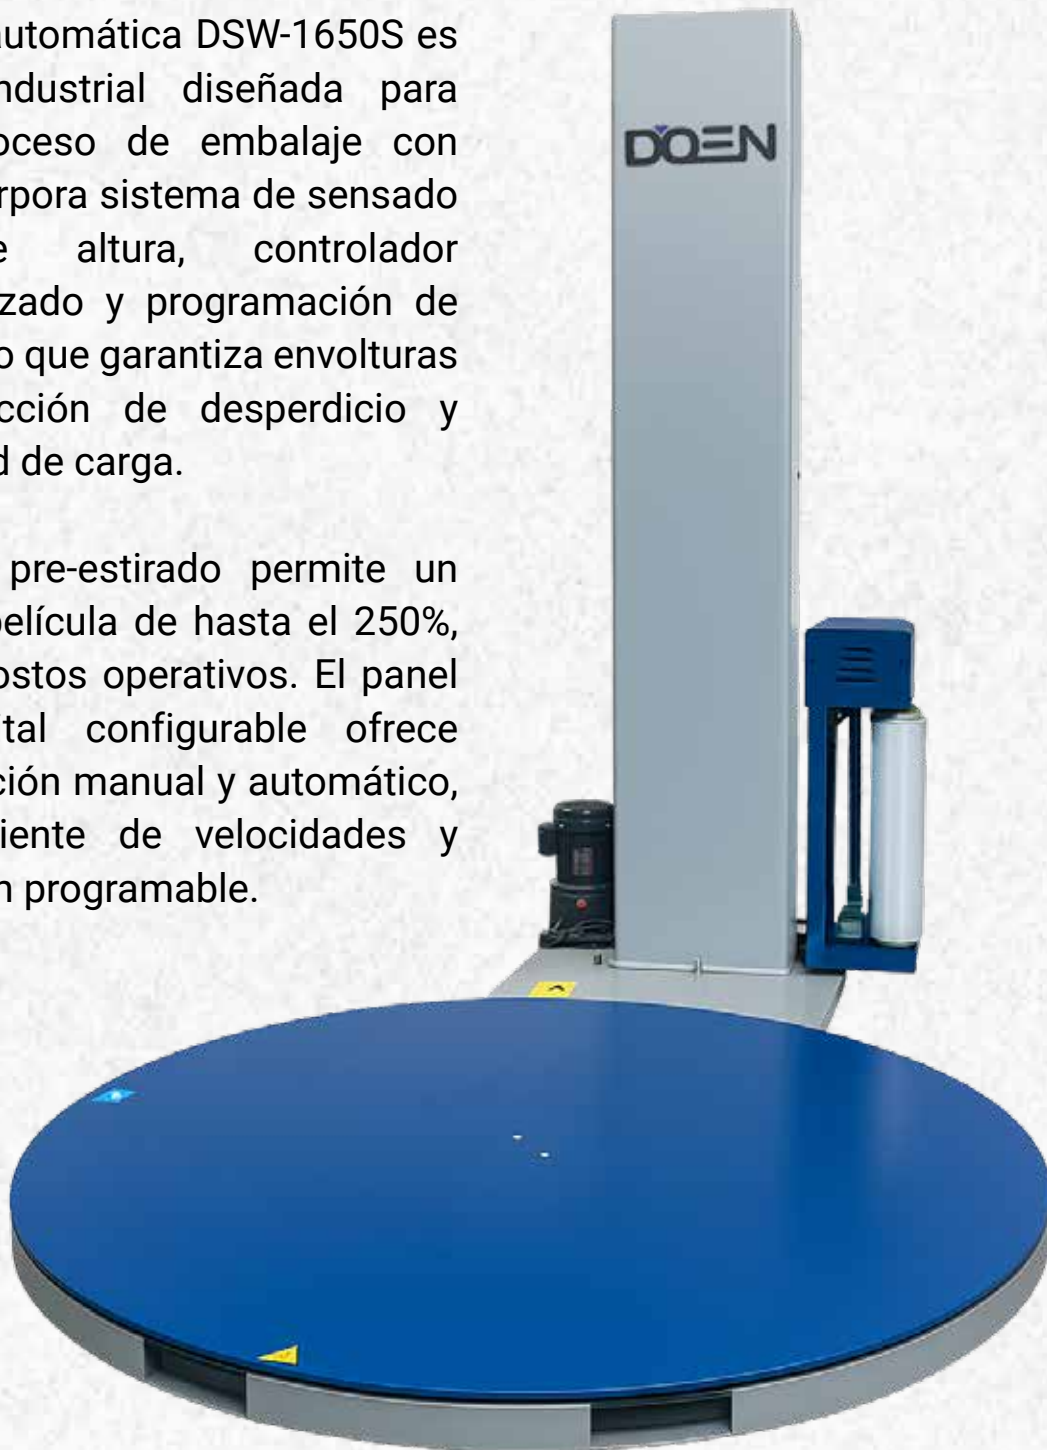 automática DSW-1650S es
ndustrial diseñada para
oceso de embalaje con
rpora sistema de sensado
e altura, controlador
zado y programación de
o que garantiza envolturas
cción de desperdicio y
d de carga.
pre-estirado permite un
película de hasta el 250%,
ostos operativos. El panel
ital configurable ofrece
ción manual y automático,
iente de velocidades y
n programable.
DOEN